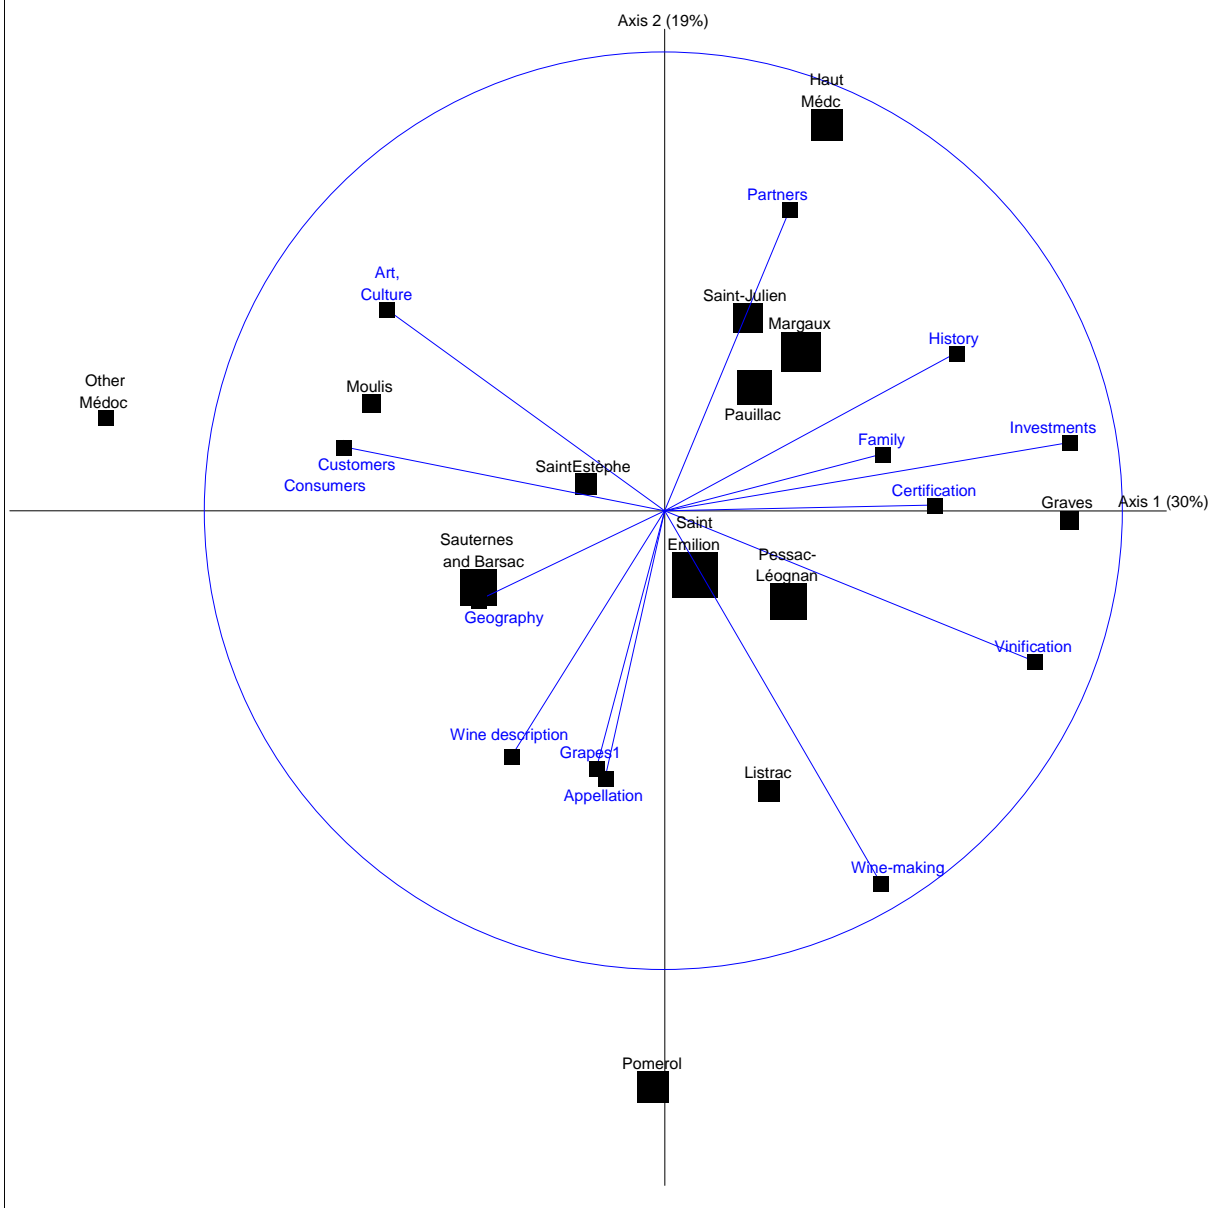 Axis 2 (19%)
Haut
Médc
Partners
Art,
Culture
Saint-Julien
Margaux
History
Other
Médoc
Moulis
Pauillac
Investments
Family
Customers
Consumers
SaintEstèphe
Certification
Graves
Axis 1 (30%)
Saint
Emilion
Sauternes
and Barsac
Pessac-
Léognan
Geography
Vinification
Wine description
Grapes1
Appellation
Listrac
Wine-making
Pomerol